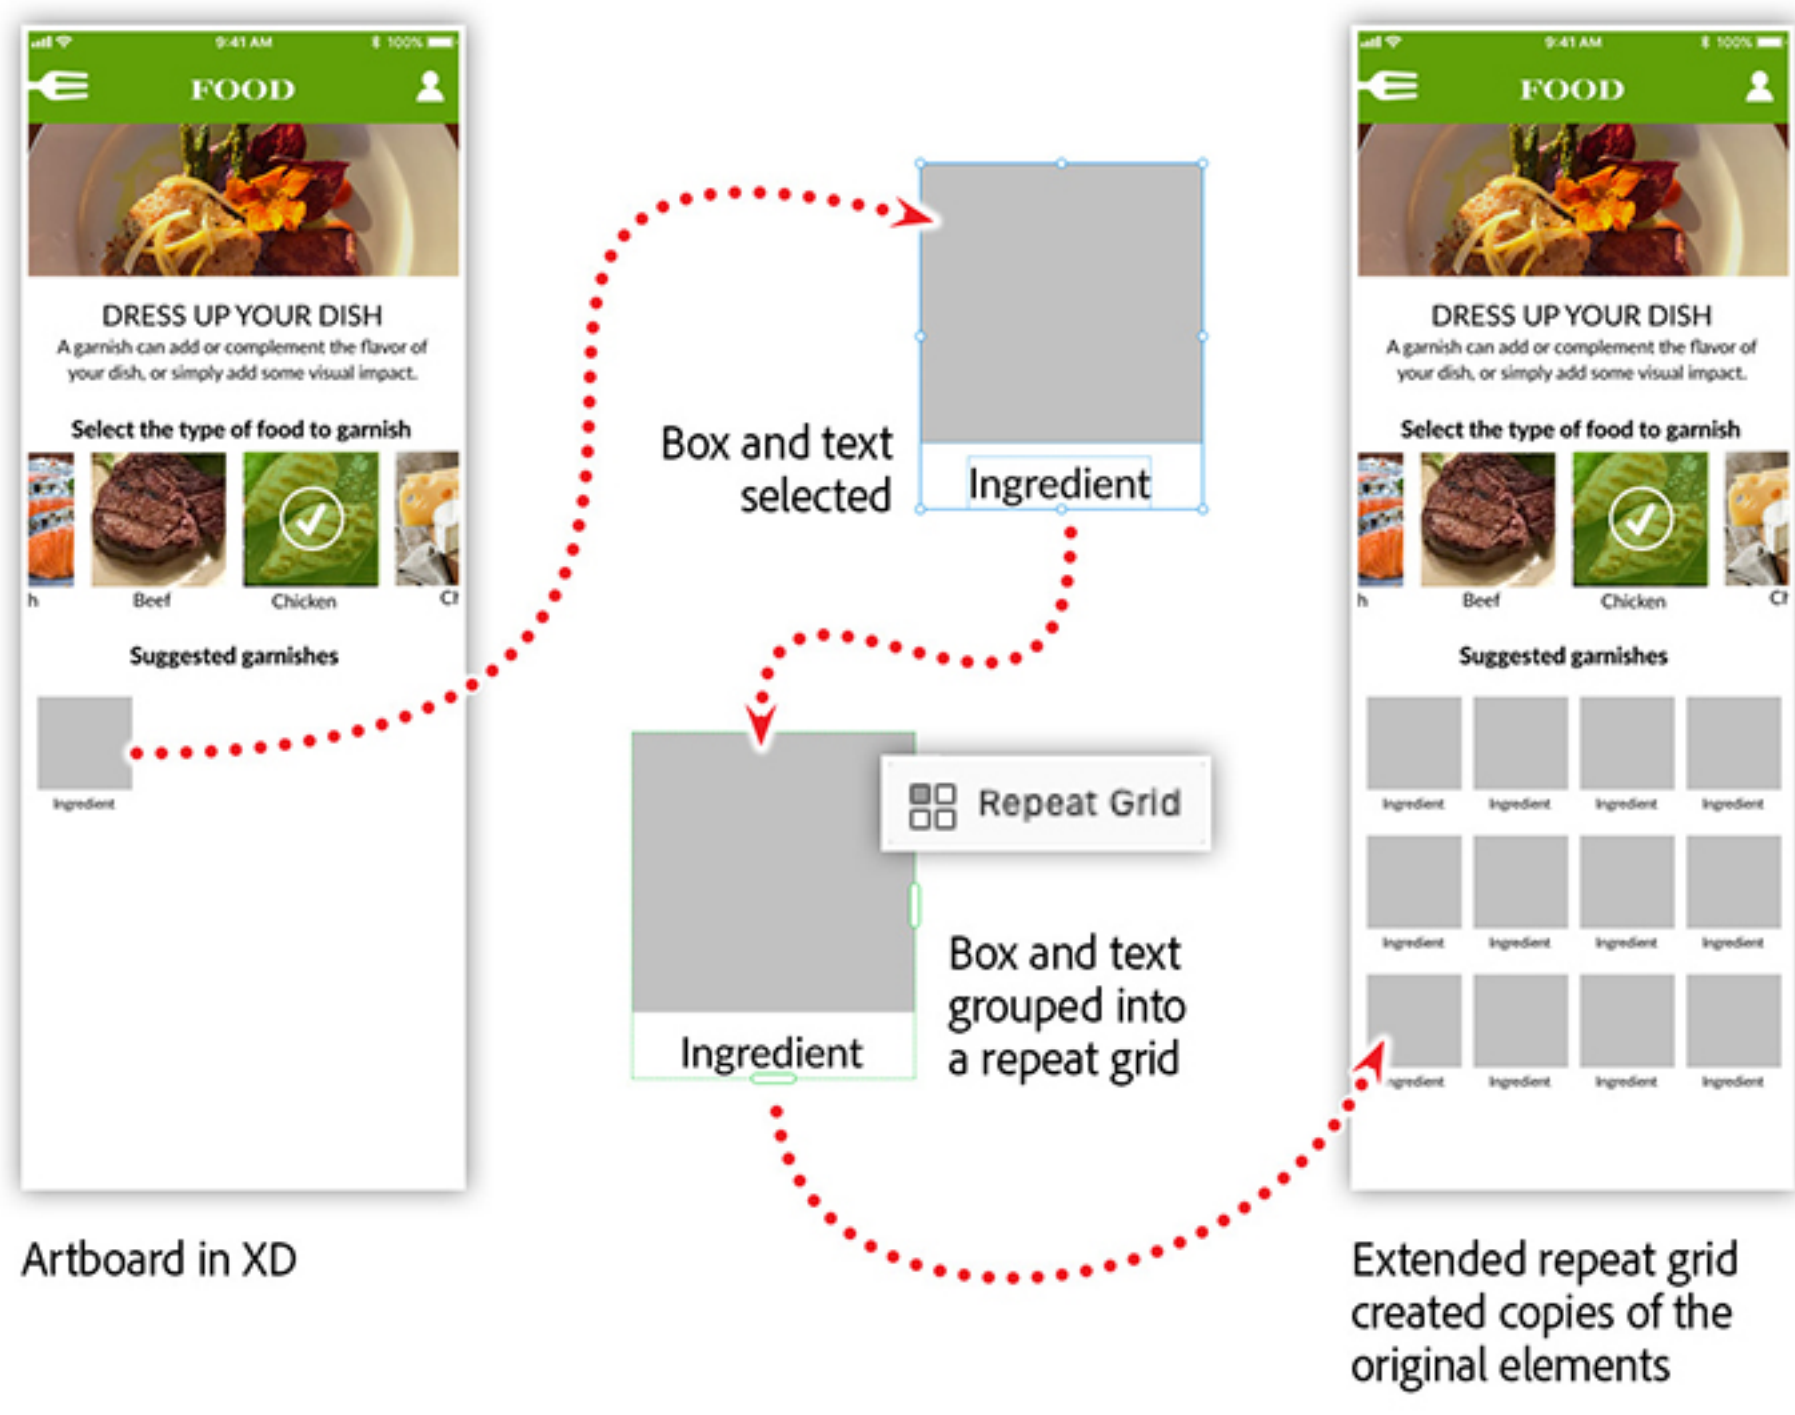 9:41 AM
100%
FOOD
DRESS UP YOUR DISH
A garnish can add or complement the flavor of
your dish, or simply add some visual impact.
Select the type of food to garnish
h Beef Chicken Ch
Suggested garnishes
Ingredient
Artboard in XD
Box and text
selected
Ingredient
Repeat Grid
Ingredient
Box and text
grouped into
a repeat grid
9:41 AM
100%
FOOD
DRESS UP YOUR DISH
A garnish can add or complement the flavor of
your dish, or simply add some visual impact.
Select the type of food to garnish
h Beef Chicken Ch
Suggested garnishes
Ingredient Ingredient Ingredient Ingredient
Ingredient Ingredient Ingredient Ingredient
ngredient Ingredient Ingredient Ingredient
Extended repeat grid
created copies of the
original elements